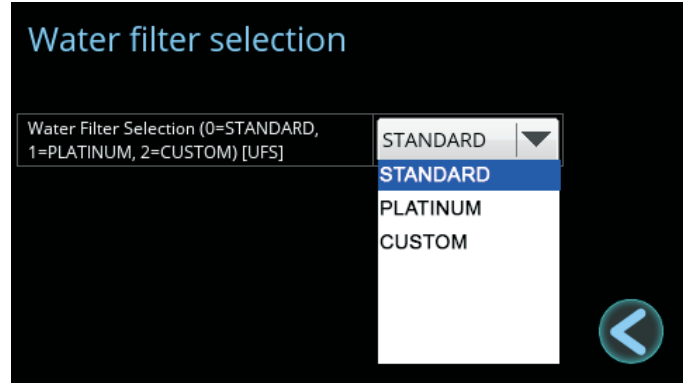 Water filter selection
Water Filter Selection (0=STANDARD,
1=PLATINUM, 2=CUSTOM) [UFS]
STANDARD
STANDARD
PLATINUM
CUSTOM